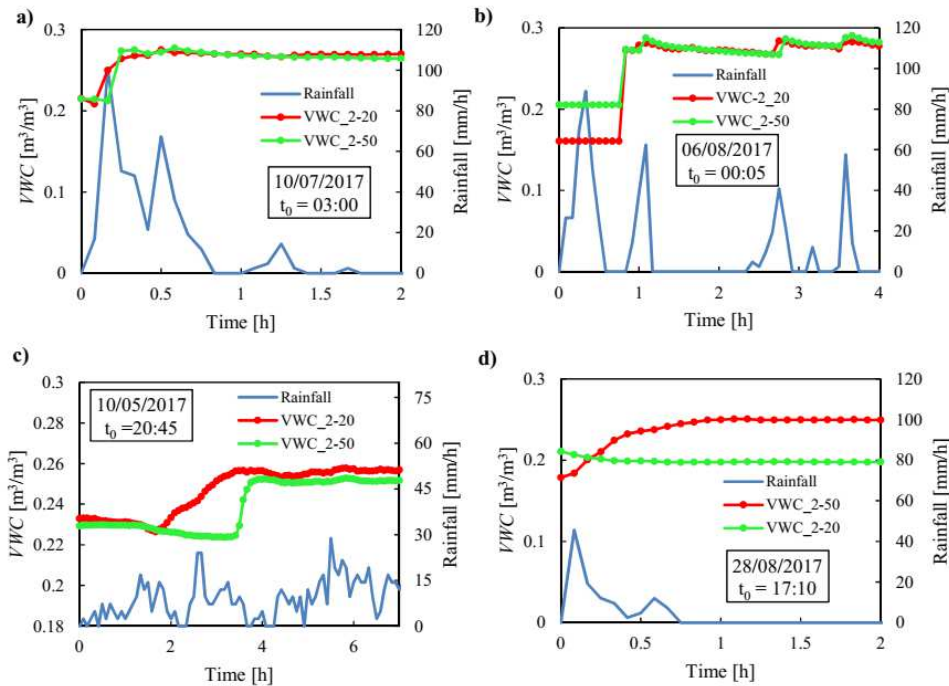 a)
0.3
0.2
0.1
0
VWC [m³/m³]
120
100
80
60
40
20
0
Rainfall [mm/h]
Rainfall
VWC_2-20
VWC_2-50
10/07/2017
t₀ = 03:00
0
0.5
1
1.5
2
Time [h]
b)
0.3
0.2
0.1
0
VWC [m³/m³]
120
100
80
60
40
20
0
Rainfall [mm/h]
Rainfall
VWC-2_20
VWC_2-50
06/08/2017
t₀ = 00:05
0
1
2
3
4
Time [h]
c)
0.3
0.28
0.26
0.24
0.22
0.2
0.18
VWC [m³/m³]
75
60
45
30
15
0
Rainfall [mm/h]
10/05/2017
t₀ =20:45
Rainfall
VWC_2-20
VWC_2-50
0
2
4
6
Time [h]
d)
0.3
0.2
0.1
0
VWC [m³/m³]
120
100
80
60
40
20
0
Rainfall [mm/h]
Rainfall
VWC_2-50
VWC_2-20
28/08/2017
t₀ = 17:10
0
0.5
1
1.5
2
Time [h]